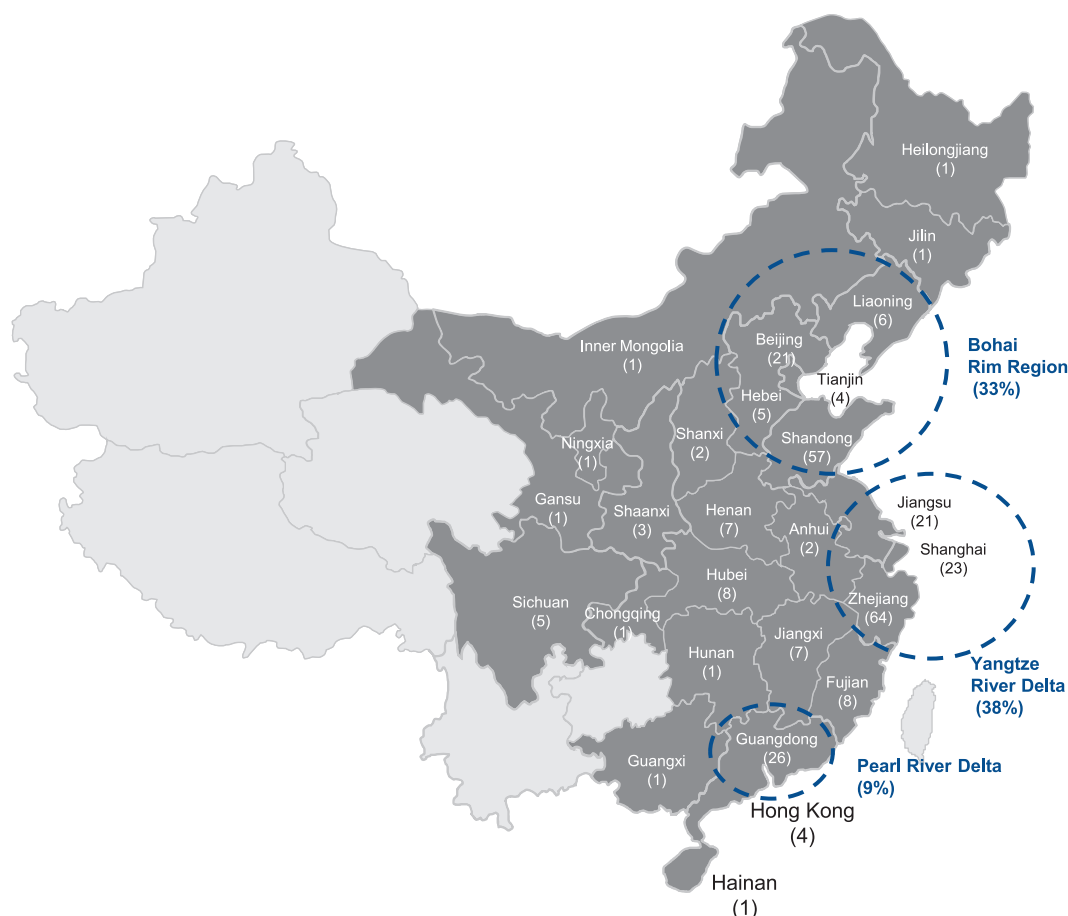 Heilongjiang
(1)
Jilin
(1)
Liaoning
(6)
Inner Mongolia
(1)
Beijing
(21)
Bohai
Rim Region
(33%)
Tianjin
(4)
Hebei
(5)
Shanxi
(2)
Shandong
(57)
Ningxia
(1)
Gansu
(1)
Shaanxi
(3)
Henan
(7)
Anhui
(2)
Jiangsu
(21)
Shanghai
(23)
Hubei
(8)
Sichuan
(5)
Chongqing
(1)
Zhejiang
(64)
Jiangxi
(7)
Hunan
(1)
Fujian
(8)
Yangtze
River Delta
(38%)
Guangdong
(26)
Guangxi
(1)
Pearl River Delta
(9%)
Hong Kong
(4)
Hainan
(1)